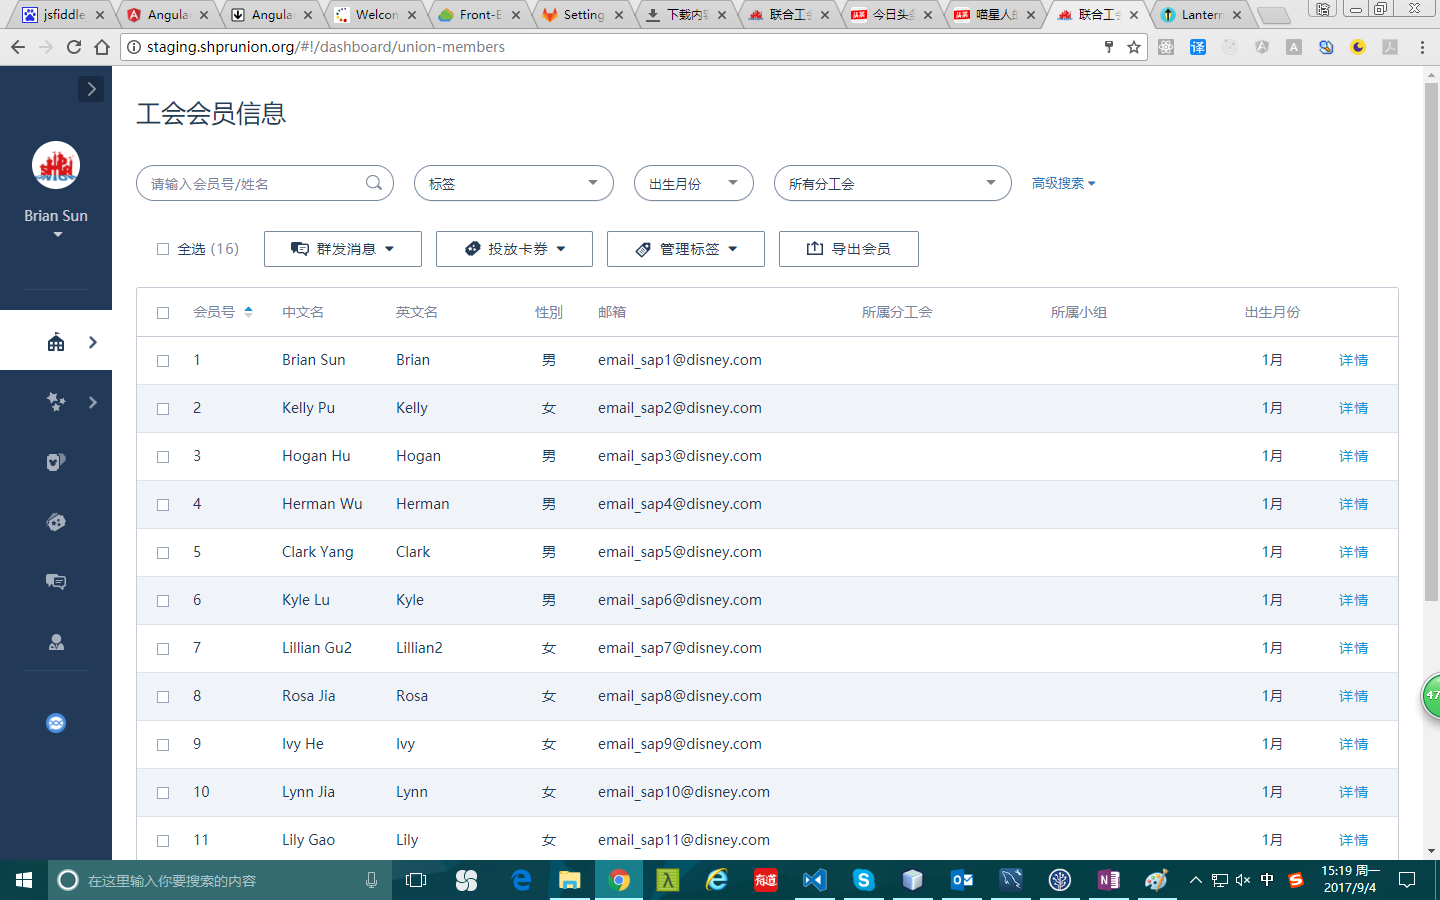 jsfiddle
Angula
Angula
Welcon
Front-E
Setting
下载内容
联合工会
今日头条
喵星人的
联合工会
Lantern
staging.shprunion.org/#!/dashboard/union-members
工会会员信息
Brian Sun
请输入会员号/姓名
标签
出生月份
所有分工会
高级搜索
全选 (16)
群发消息
投放卡券
管理标签
导出会员
会员号 中文名 英文名 性别 邮箱 所属分工会 所属小组 出生月份
1 Brian Sun Brian 男 email_sap1@disney.com 1月 详情
2 Kelly Pu Kelly 女 email_sap2@disney.com 1月 详情
3 Hogan Hu Hogan 男 email_sap3@disney.com 1月 详情
4 Herman Wu Herman 男 email_sap4@disney.com 1月 详情
5 Clark Yang Clark 男 email_sap5@disney.com 1月 详情
6 Kyle Lu Kyle 男 email_sap6@disney.com 1月 详情
7 Lillian Gu2 Lillian2 女 email_sap7@disney.com 1月 详情
8 Rosa Jia Rosa 女 email_sap8@disney.com 1月 详情
9 Ivy He Ivy 女 email_sap9@disney.com 1月 详情
10 Lynn Jia Lynn 女 email_sap10@disney.com 1月 详情
11 Lily Gao Lily 女 email_sap11@disney.com 1月 详情
47
在这里输入你要搜索的内容
有道
中
15:19 周一
2017/9/4